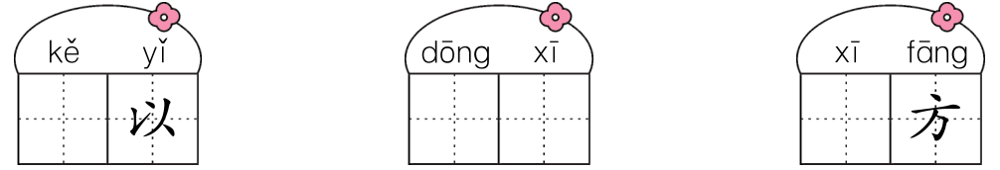 kě yǐ dōng xī xī fāng
以 方